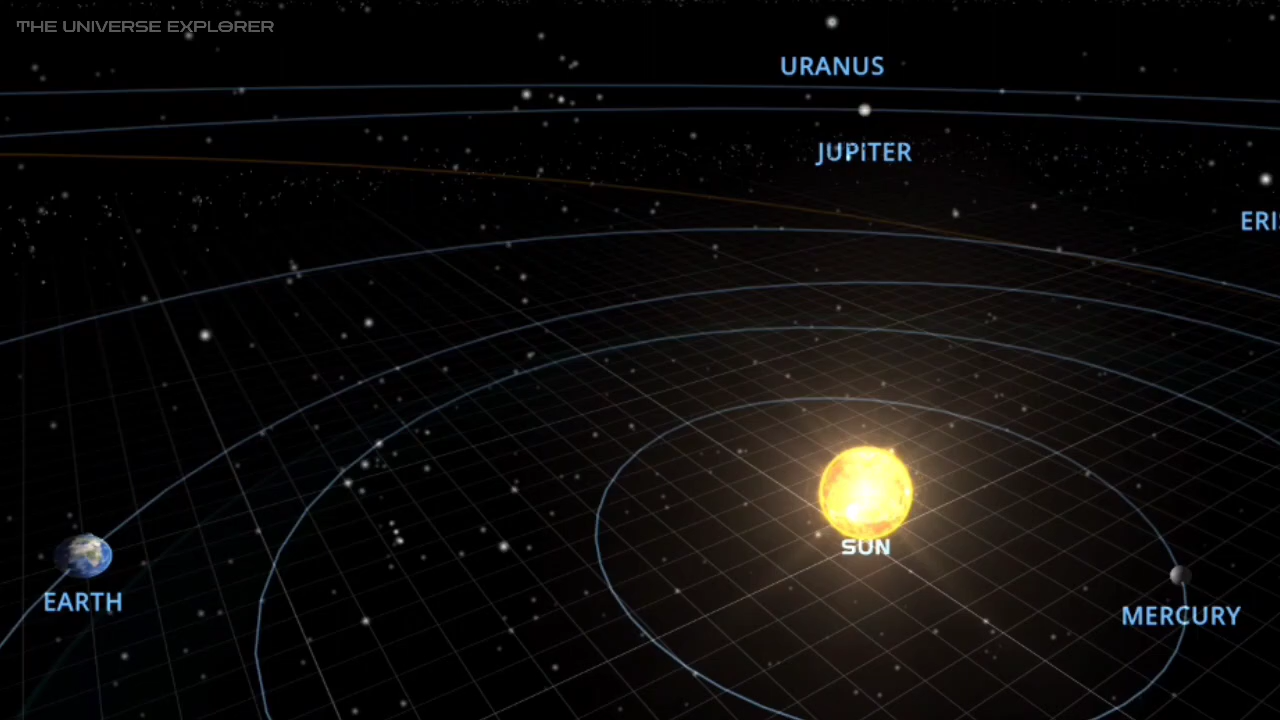 THE UNIVERSE EXPLORER
URANUS
JUPITER
ERIS
EARTH
SUN
MERCURY